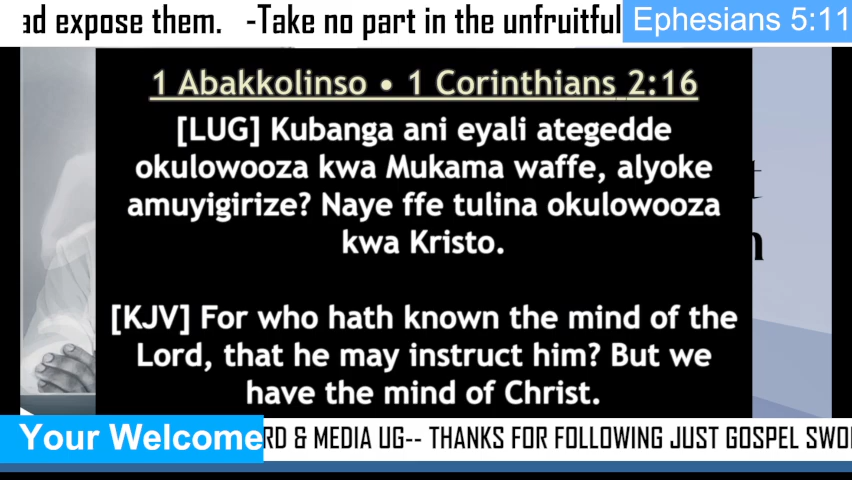 expose them.   -Take no part in the unfruitful
Ephesians 5:11
1 Abakkolinso • 1 Corinthians 2:16
[LUG] Kubanga ani eyali ategedde
okulowooza kwa Mukama waffe, alyoke
amuyigirize? Naye ffe tulina okulowooza
kwa Kristo.
[KJV] For who hath known the mind of the
Lord, that he may instruct him? But we
have the mind of Christ.
Your Welcome
& MEDIA UG-- THANKS FOR FOLLOWING JUST GOSPEL